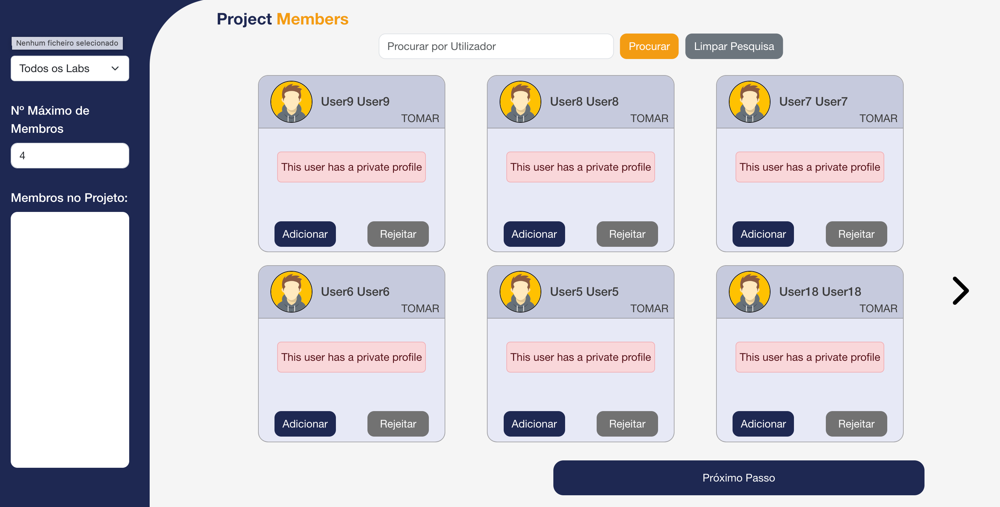 Nenhum ficheiro selecionado
Todos os Labs
Nº Máximo de
Membros
4
Membros no Projeto:
Project Members
Procurar por Utilizador
Procurar
Limpar Pesquisa
User9 User9
TOMAR
This user has a private profile
Adicionar
Rejeitar
User8 User8
TOMAR
This user has a private profile
Adicionar
Rejeitar
User7 User7
TOMAR
This user has a private profile
Adicionar
Rejeitar
User6 User6
TOMAR
This user has a private profile
Adicionar
Rejeitar
User5 User5
TOMAR
This user has a private profile
Adicionar
Rejeitar
User18 User18
TOMAR
This user has a private profile
Adicionar
Rejeitar
Próximo Passo